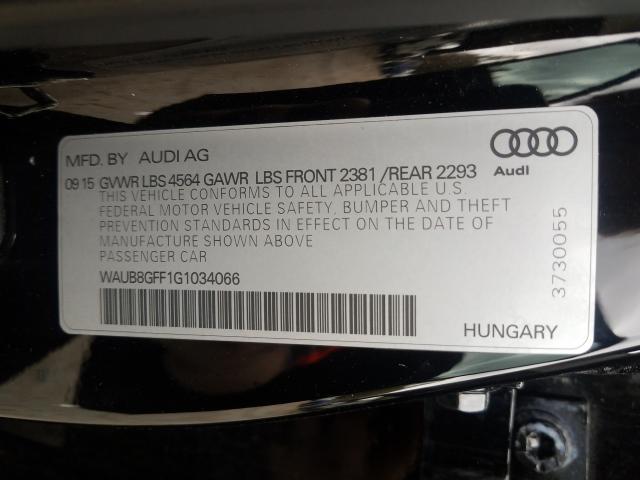 MFD. BY AUDI AG
Audi
09 15 GVWR LBS 4564 GAWR LBS FRONT 2381 /REAR 2293
THIS VEHICLE CONFORMS TO ALL APPLICABLE U.S.
FEDERAL MOTOR VEHICLE SAFETY, BUMPER AND THEFT
PREVENTION STANDARDS IN EFFECT ON THE DATE OF
MANUFACTURE SHOWN ABOVE
PASSENGER CAR
WAUB8GFF1G1034066
HUNGARY
3730055